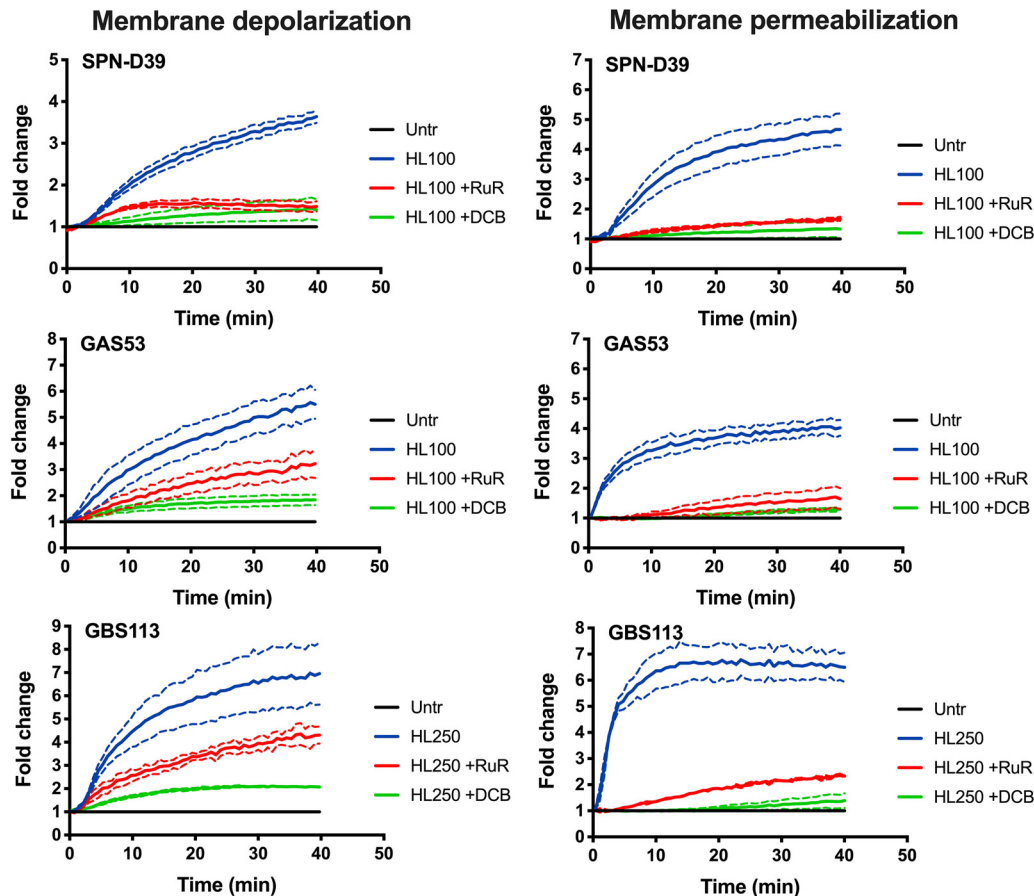 Membrane depolarization
Membrane permeabilization
SPN-D39
Fold change
5
4
3
2
1
0
0 10 20 30 40 50
Time (min)
Untr
HL100
HL100 +RuR
HL100 +DCB
SPN-D39
Fold change
7
6
5
4
3
2
1
0
0 10 20 30 40 50
Time (min)
Untr
HL100
HL100 +RuR
HL100 +DCB
GAS53
Fold change
8
7
6
5
4
3
2
1
0
0 10 20 30 40 50
Time (min)
Untr
HL100
HL100 +RuR
HL100 +DCB
GAS53
Fold change
7
6
5
4
3
2
1
0
0 10 20 30 40 50
Time (min)
Untr
HL100
HL100 +RuR
HL100 +DCB
GBS113
Fold change
9
8
7
6
5
4
3
2
1
0
0 10 20 30 40 50
Time (min)
Untr
HL250
HL250 +RuR
HL250 +DCB
GBS113
Fold change
8
7
6
5
4
3
2
1
0
0 10 20 30 40 50
Time (min)
Untr
HL250
HL250 +RuR
HL250 +DCB